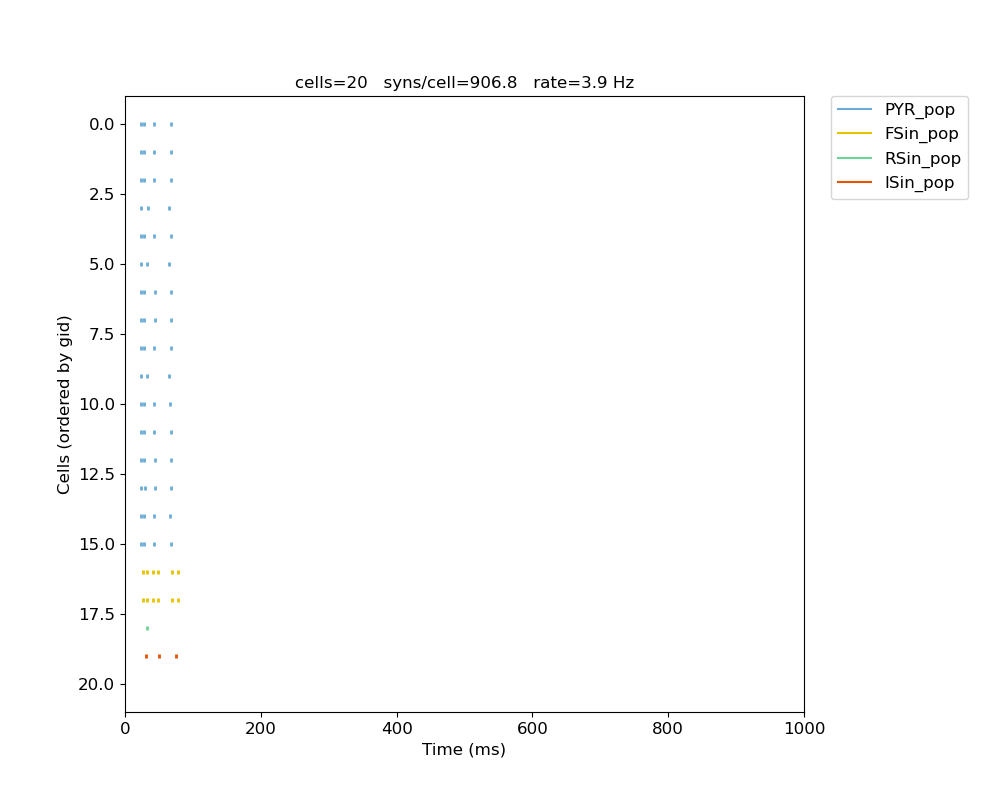 cells=20   syns/cell=906.8   rate=3.9 Hz
PYR_pop
FSin_pop
RSin_pop
ISin_pop
Cells (ordered by gid)
0.0
2.5
5.0
7.5
10.0
12.5
15.0
17.5
20.0
0 200 400 600 800 1000
Time (ms)